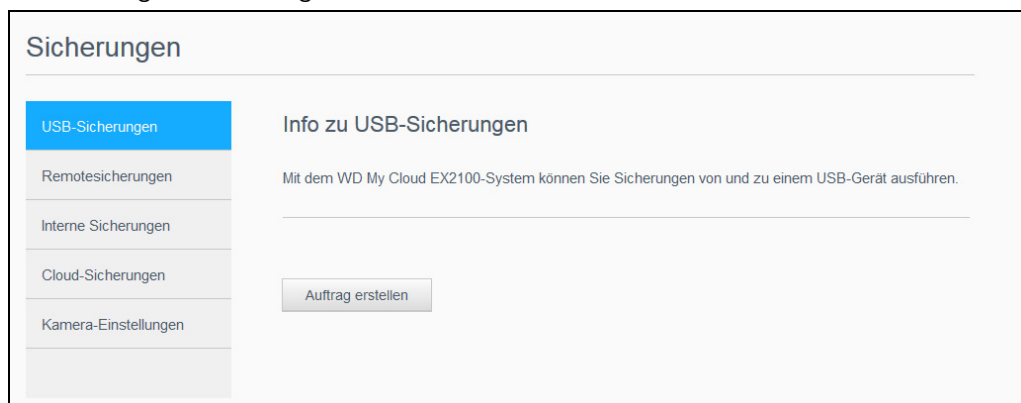 Sicherungen
USB-Sicherungen
Remotesicherungen
Interne Sicherungen
Cloud-Sicherungen
Kamera-Einstellungen
Info zu USB-Sicherungen
Mit dem WD My Cloud EX2100-System können Sie Sicherungen von und zu einem USB-Gerät ausführen.
Auftrag erstellen